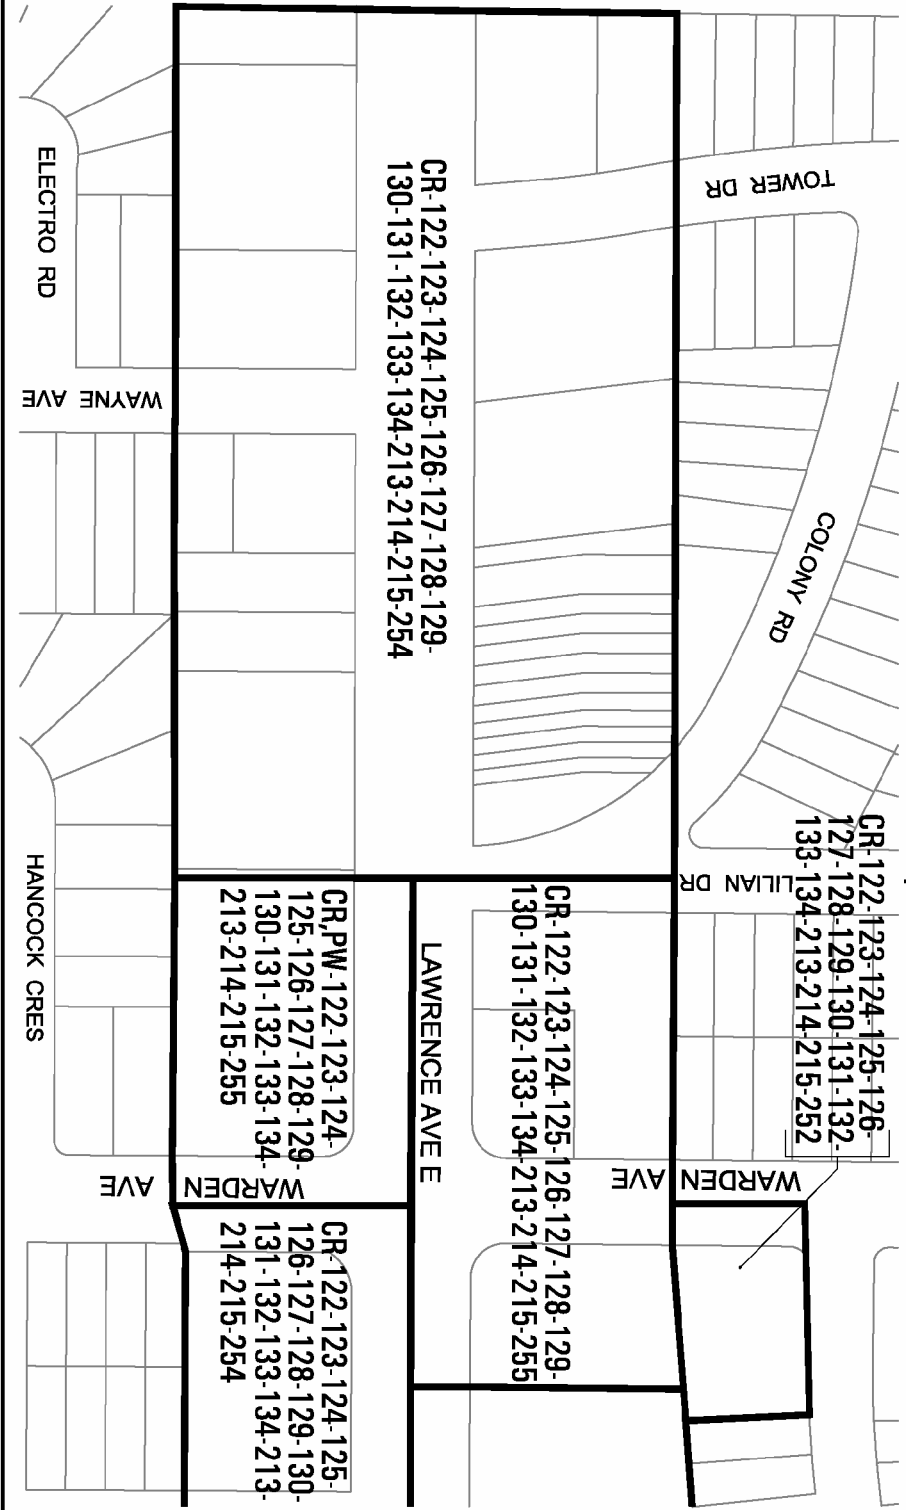 TOWER DR
ELECTRO RD
CR-122-123-124-125-126-127-128-129-
130-131-132-133-134-213-214-215-254
WAYNE AVE
COLONY RD
CR-122-123-124-125-126-
127-128-129-130-131-132-
133-134-213-214-215-252
LILIAN DR
HANCOCK CRES
CR,PW-122-123-124-
125-126-127-128-129-
130-131-132-133-134-
213-214-215-255
LAWRENCE AVE E
CR-122-123-124-125-126-127-128-129-
130-131-132-133-134-213-214-215-255
WARDEN AVE
WARDEN AVE
CR-122-123-124-125-
126-127-128-129-130-
131-132-133-134-213-
214-215-254